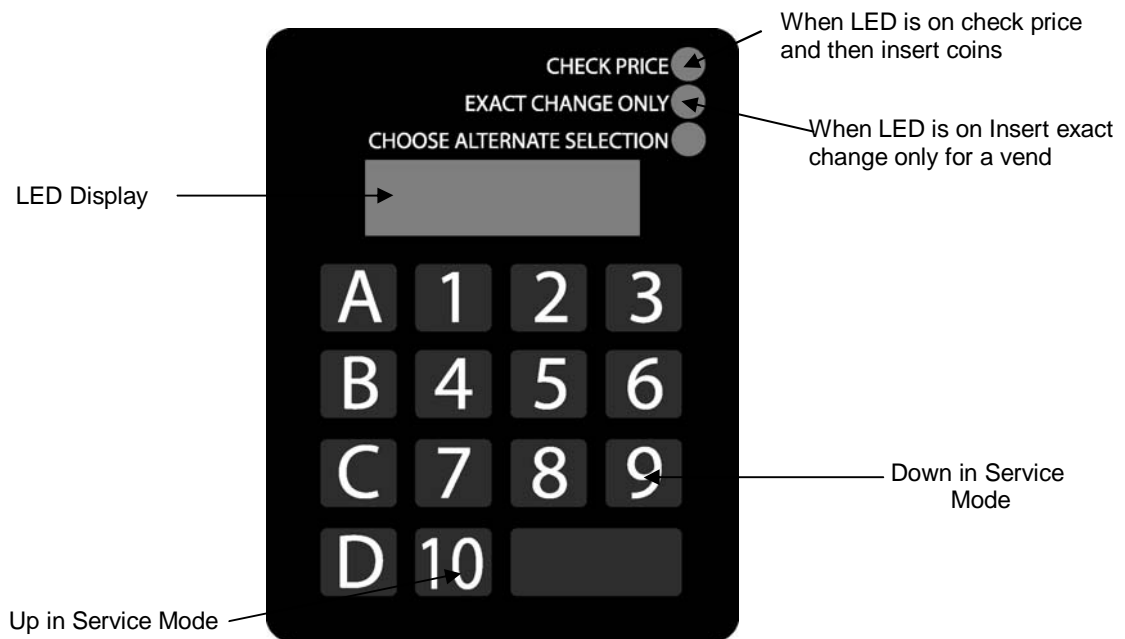 When LED is on check price
and then insert coins
CHECK PRICE
EXACT CHANGE ONLY
When LED is on Insert exact
change only for a vend
CHOOSE ALTERNATE SELECTION
LED Display
A 1 2 3
B 4 5 6
C 7 8 9
Down in Service
Mode
D 10
Up in Service Mode